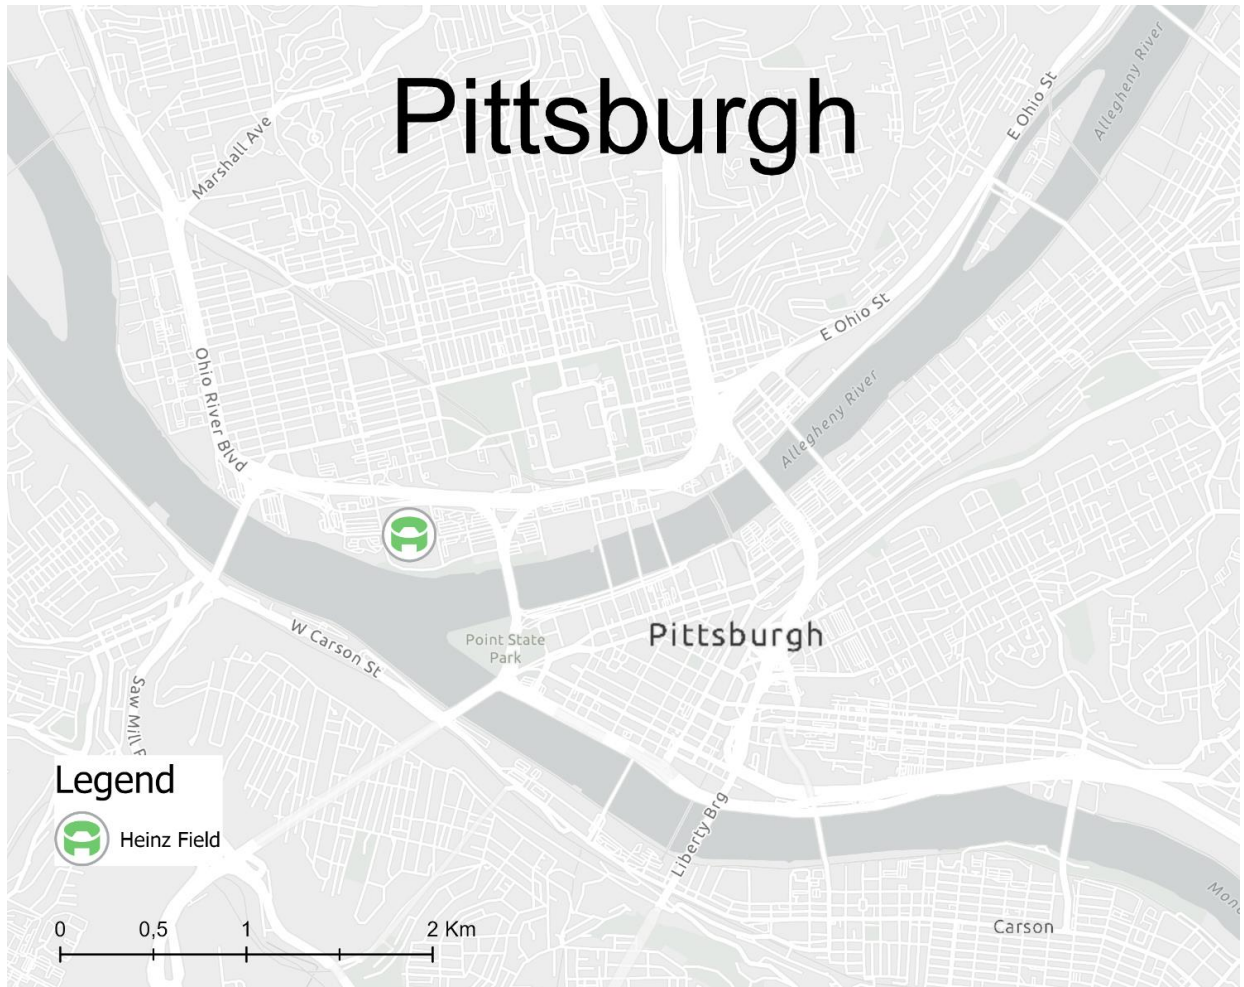 Pittsburgh
Allegheny River
E Ohio St
Marshall Ave
E Ohio St
Ohio River Blvd
Allegheny River
Point State
Park
Pittsburgh
W Carson St
Saw Mill
Legend
Heinz Field
Liberty Brg
Carson
0 0,5 1 2 Km